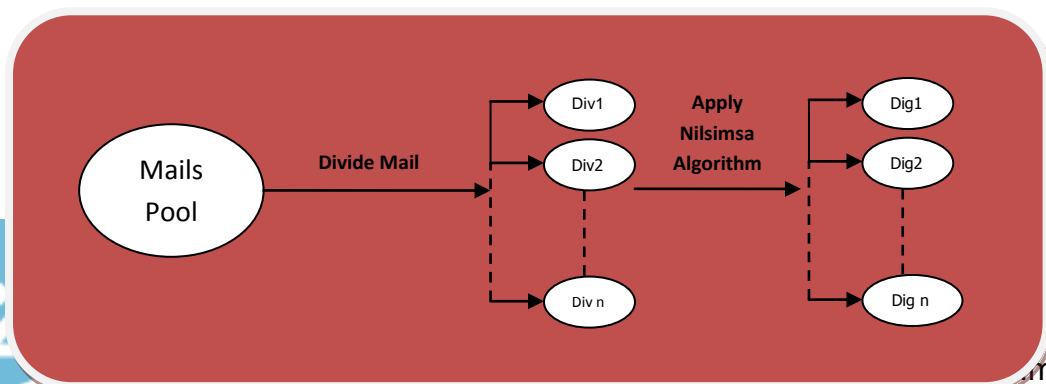 Mails
Pool
Divide Mail
Div1
Div2
Div n
Apply
Nilsimsa
Algorithm
Dig1
Dig2
Dig n